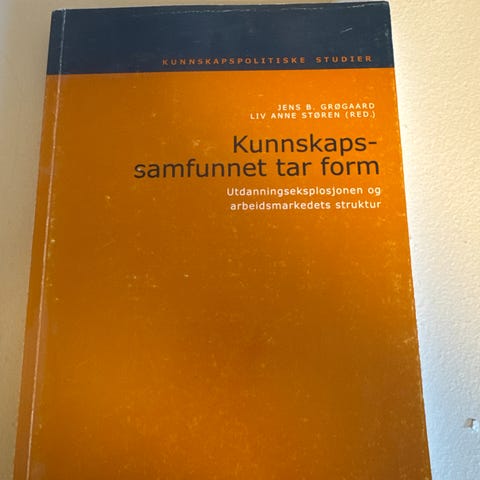 KUNNSKAPSPOLITISKE STUDIER
JENS B. GRØGAARD
LIV ANNE STØREN (RED.)
Kunnskaps-
samfunnet tar form
Utdanningseksplosjonen og
arbeidsmarkedets struktur